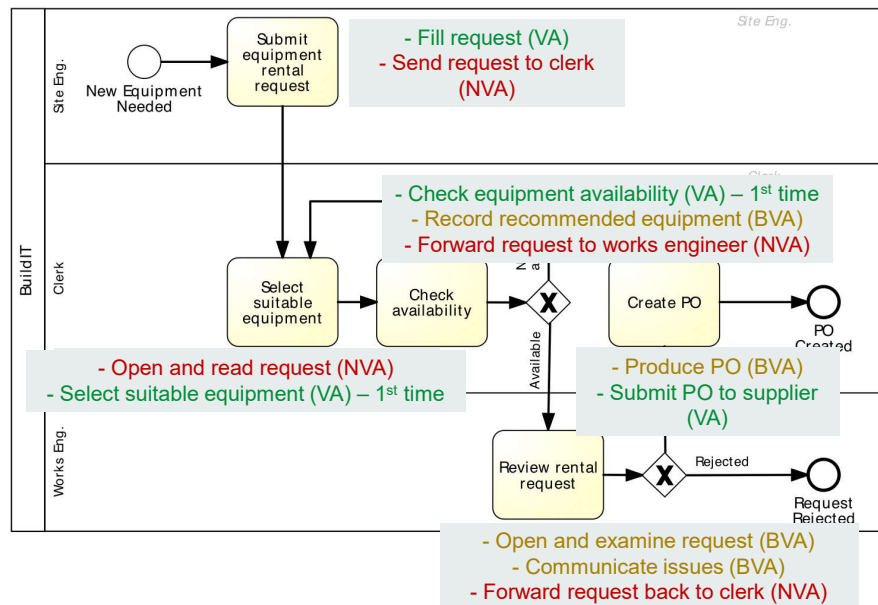 Site Eng.
Submit
equipment
rental
request
- Fill request (VA)
- Send request to clerk
(NVA)
New Equipment
Needed
Site Eng.
BuildIT
- Check equipment availability (VA) – 1st time
- Record recommended equipment (BVA)
- Forward request to works engineer (NVA)
Clerk
Select
suitable
equipment
Check
availability
X
Create PO
PO
Created
Available
- Open and read request (NVA)
- Select suitable equipment (VA) – 1st time
- Produce PO (BVA)
- Submit PO to supplier
(VA)
Works Eng.
Review rental
request
X
Rejected
Request
Rejected
- Open and examine request (BVA)
- Communicate issues (BVA)
- Forward request back to clerk (NVA)